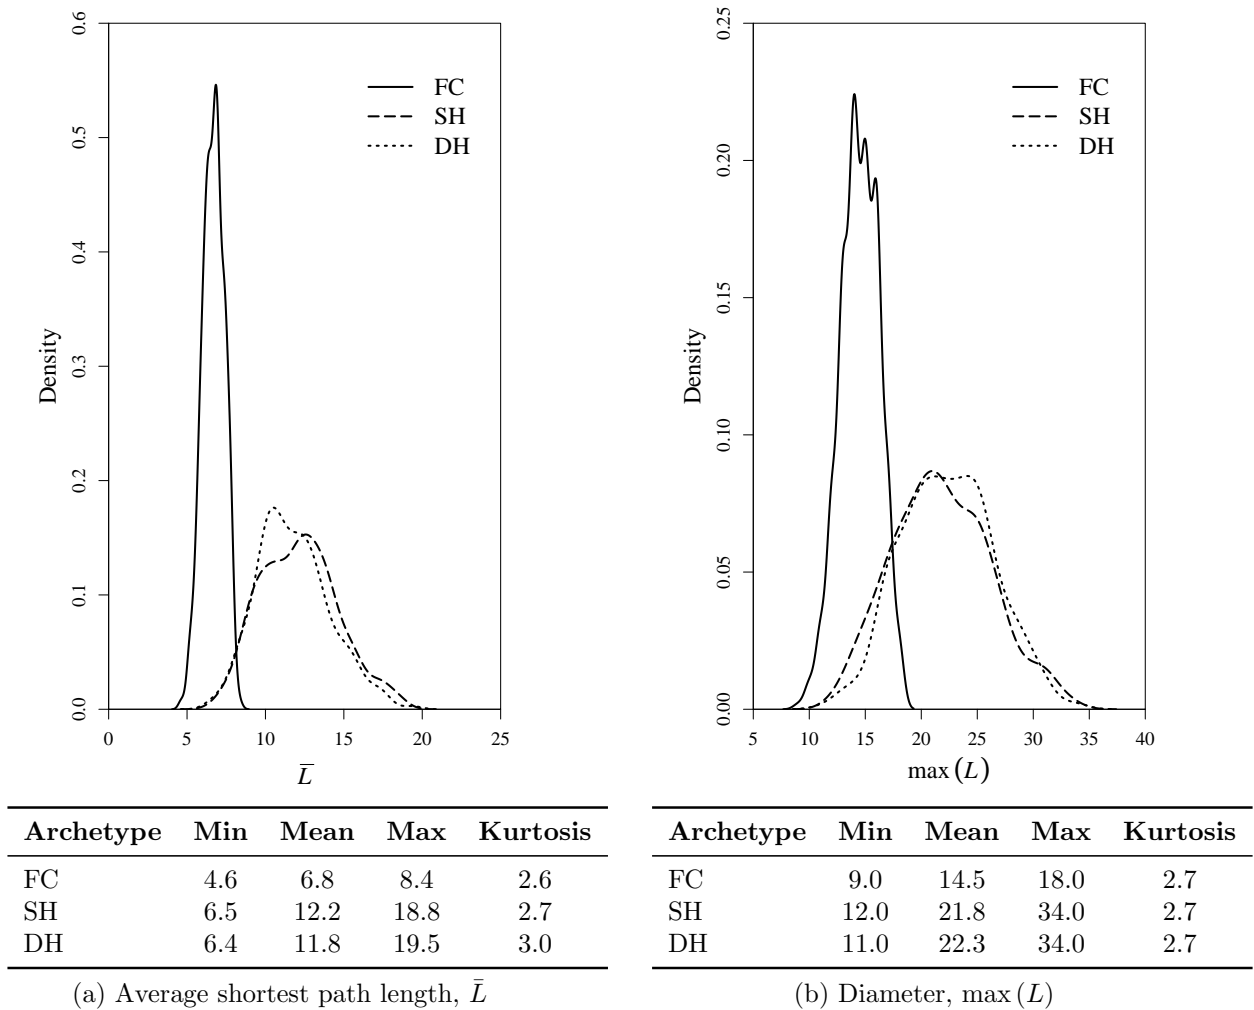 0.6
0.5
0.4
0.3
0.2
0.1
0.0
Density
FC
SH
DH
0 5 10 15 20 25
L̄
0.25
0.20
0.15
0.10
0.05
0.00
Density
FC
SH
DH
5 10 15 20 25 30 35 40
max (L)
Archetype Min Mean Max Kurtosis
FC 4.6 6.8 8.4 2.6
SH 6.5 12.2 18.8 2.7
DH 6.4 11.8 19.5 3.0
(a) Average shortest path length, L̄
Archetype Min Mean Max Kurtosis
FC 9.0 14.5 18.0 2.7
SH 12.0 21.8 34.0 2.7
DH 11.0 22.3 34.0 2.7
(b) Diameter, max (L)